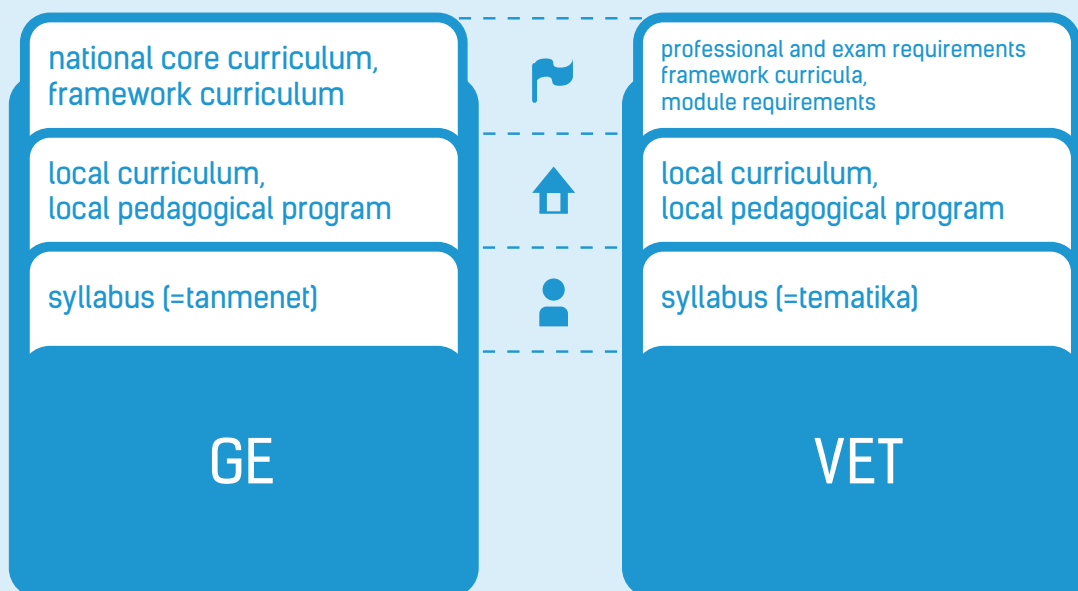 national core curriculum,
framework curriculum
local curriculum,
local pedagogical program
syllabus (=tanmenet)
GE
professional and exam requirements
framework curricula,
module requirements
local curriculum,
local pedagogical program
syllabus (=tematika)
VET